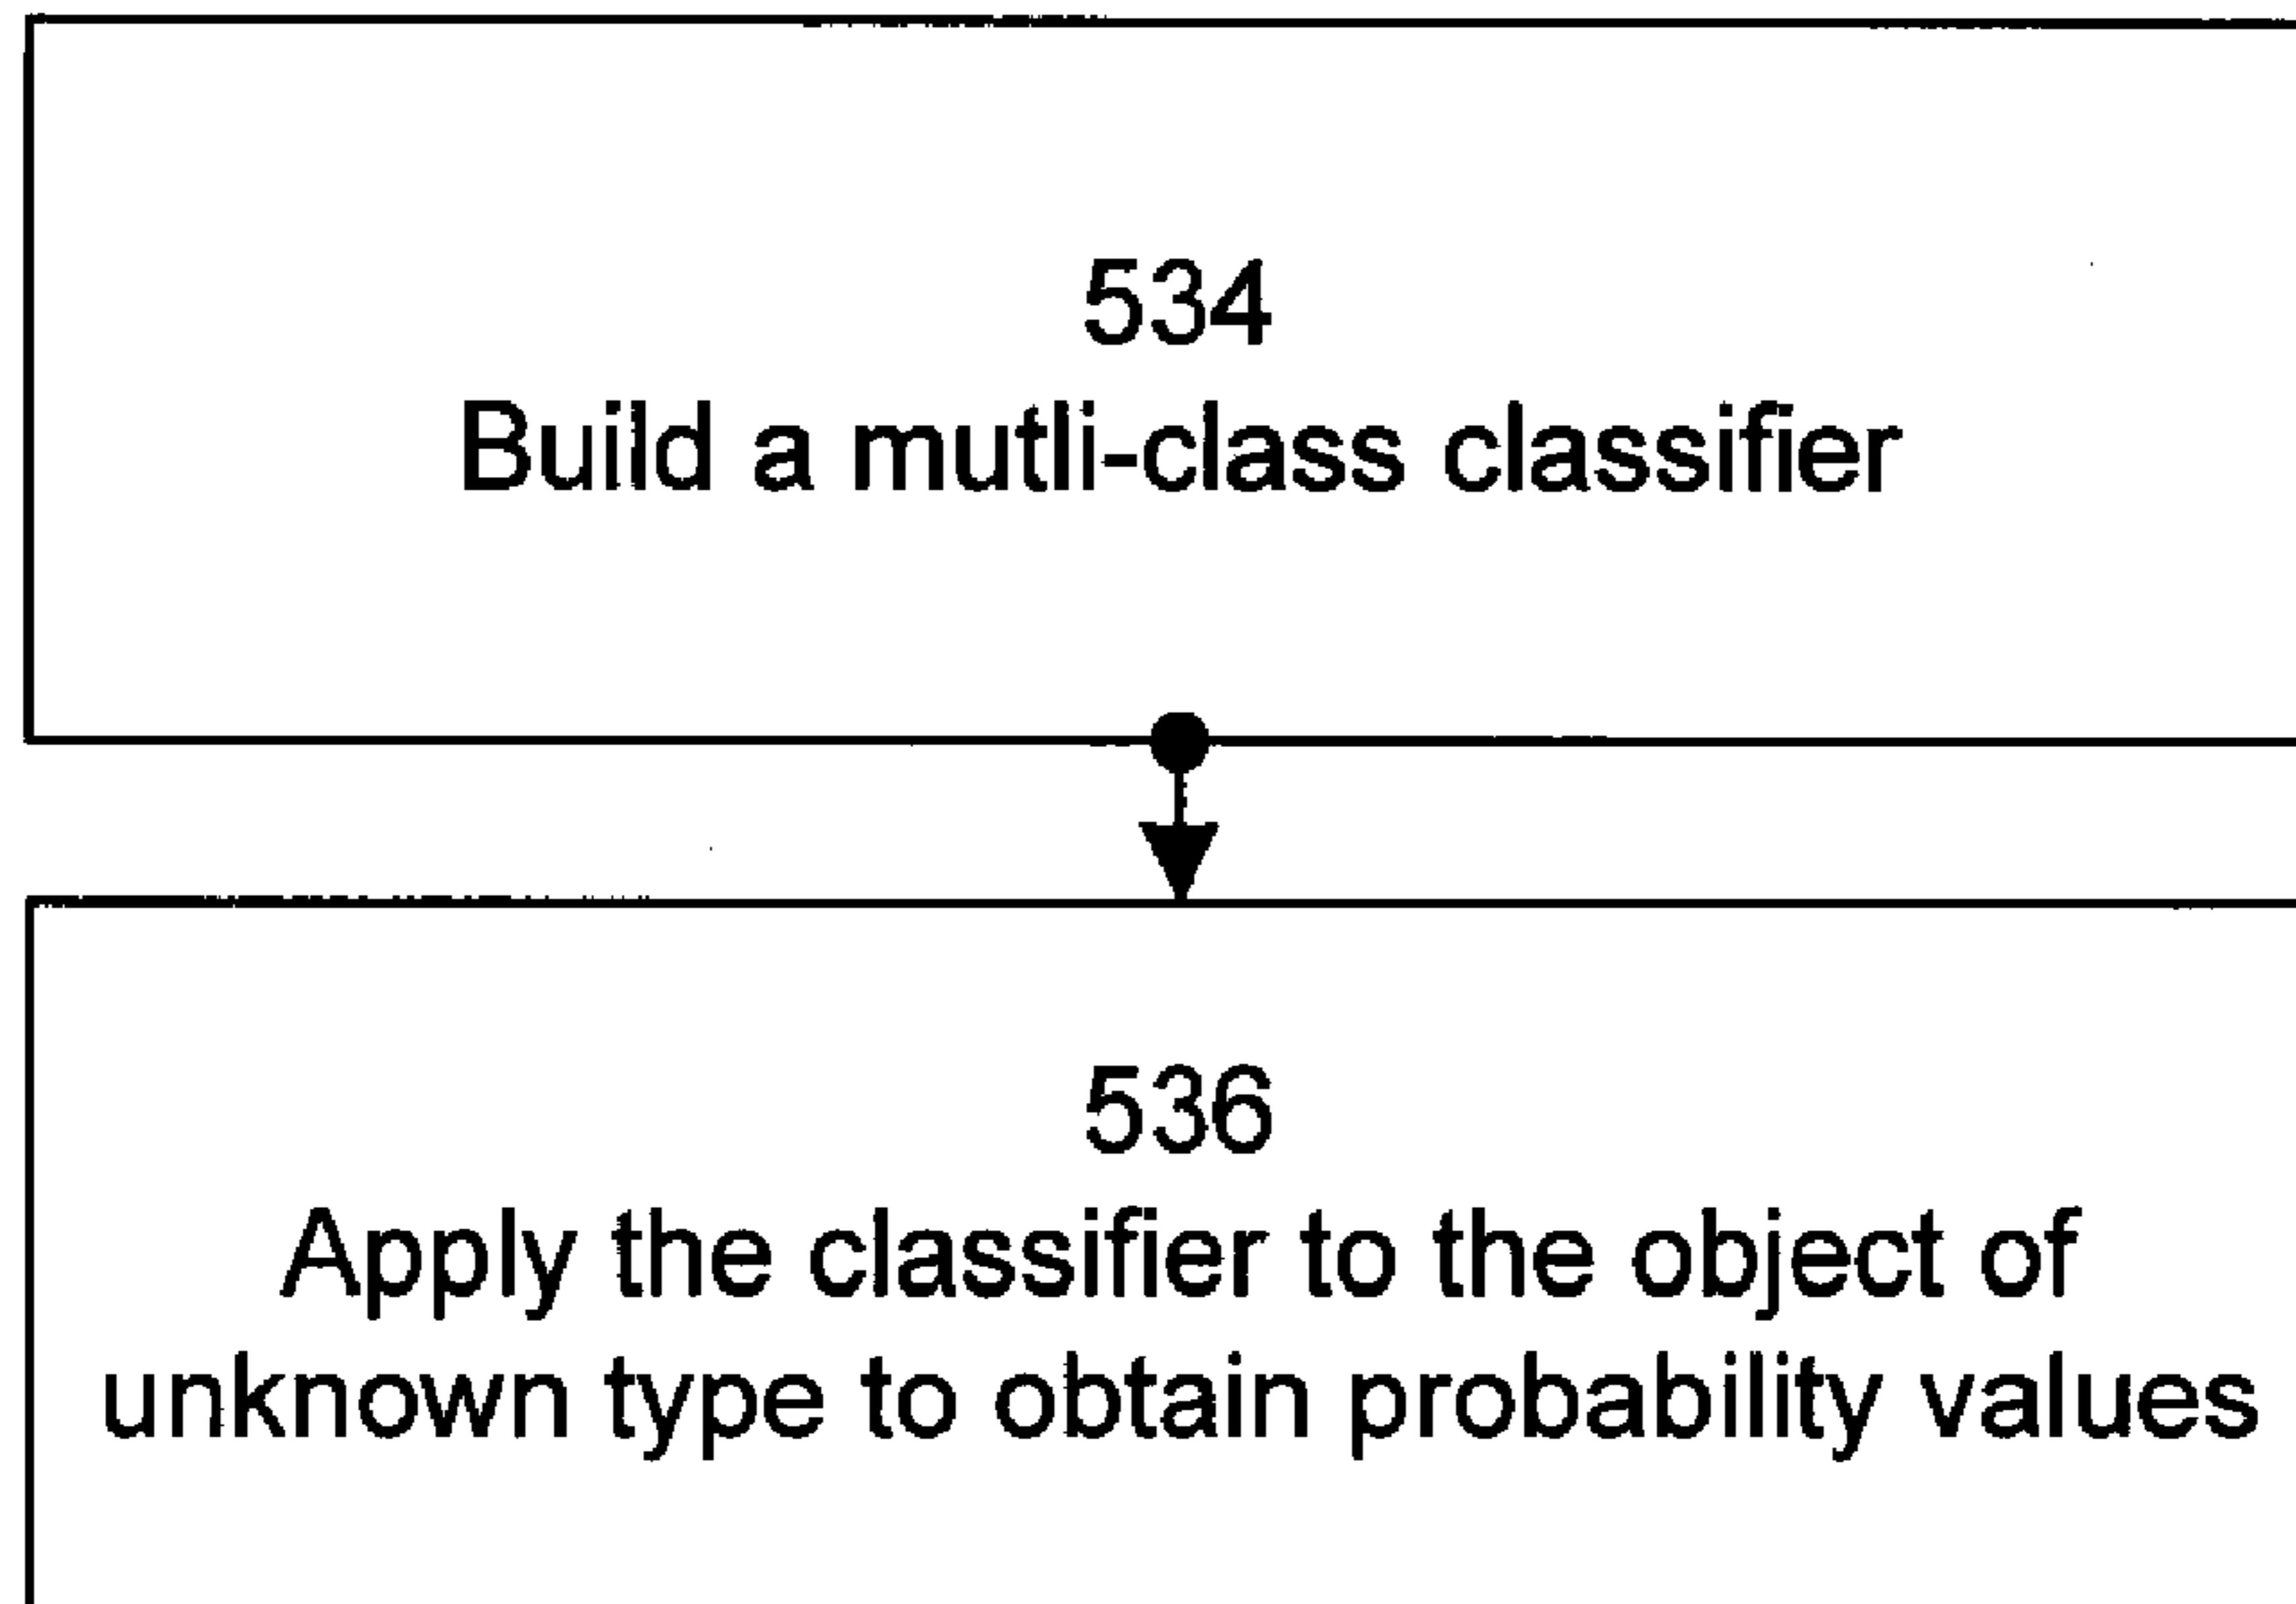 534
Build a mutli-class classifier
536
Apply the classifier to the object of
unknown type to obtain probability values